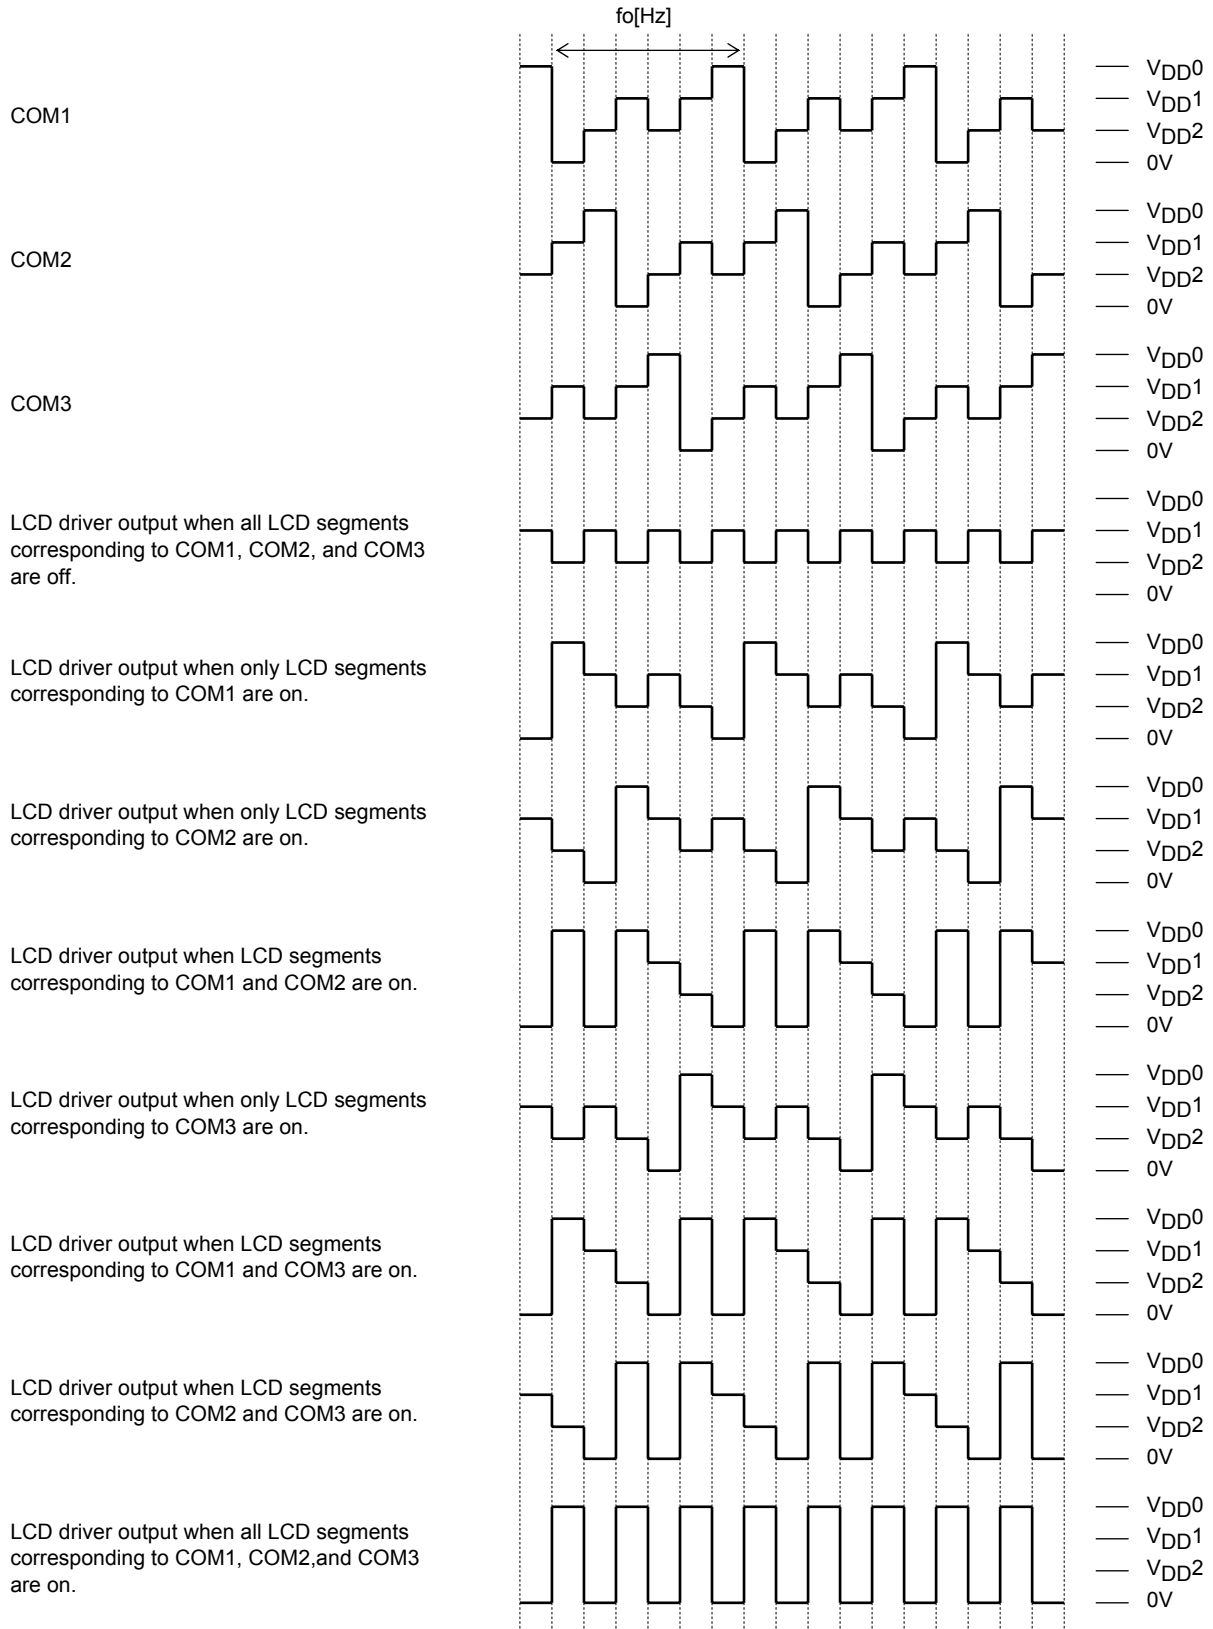 fo[Hz]
COM1
VDD0
VDD1
VDD2
0V
COM2
VDD0
VDD1
VDD2
0V
COM3
VDD0
VDD1
VDD2
0V
LCD driver output when all LCD segments
corresponding to COM1, COM2, and COM3
are off.
VDD0
VDD1
VDD2
0V
LCD driver output when only LCD segments
corresponding to COM1 are on.
VDD0
VDD1
VDD2
0V
LCD driver output when only LCD segments
corresponding to COM2 are on.
VDD0
VDD1
VDD2
0V
LCD driver output when LCD segments
corresponding to COM1 and COM2 are on.
VDD0
VDD1
VDD2
0V
LCD driver output when only LCD segments
corresponding to COM3 are on.
VDD0
VDD1
VDD2
0V
LCD driver output when LCD segments
corresponding to COM1 and COM3 are on.
VDD0
VDD1
VDD2
0V
LCD driver output when LCD segments
corresponding to COM2 and COM3 are on.
VDD0
VDD1
VDD2
0V
LCD driver output when all LCD segments
corresponding to COM1, COM2,and COM3
are on.
VDD0
VDD1
VDD2
0V